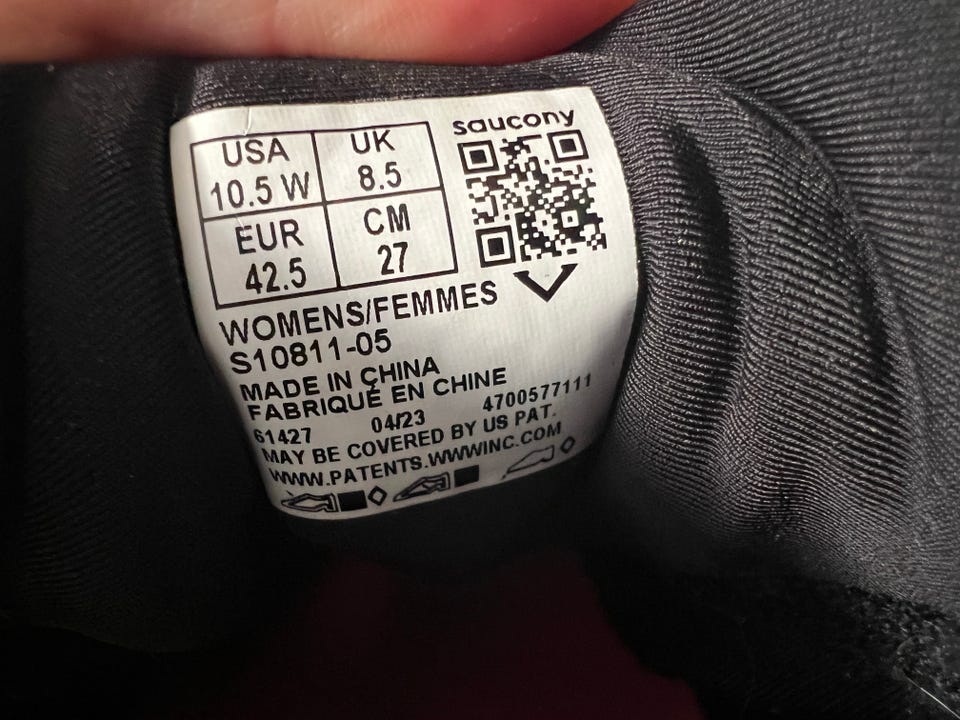 saucony
USA UK
10.5 W 8.5
EUR CM
42.5 27
WOMENS/FEMMES
S10811-05
MADE IN CHINA
FABRIQUÉ EN CHINE
61427 04/23 4700577111
MAY BE COVERED BY US PAT.
WWW.PATENTS.WWWINC.COM